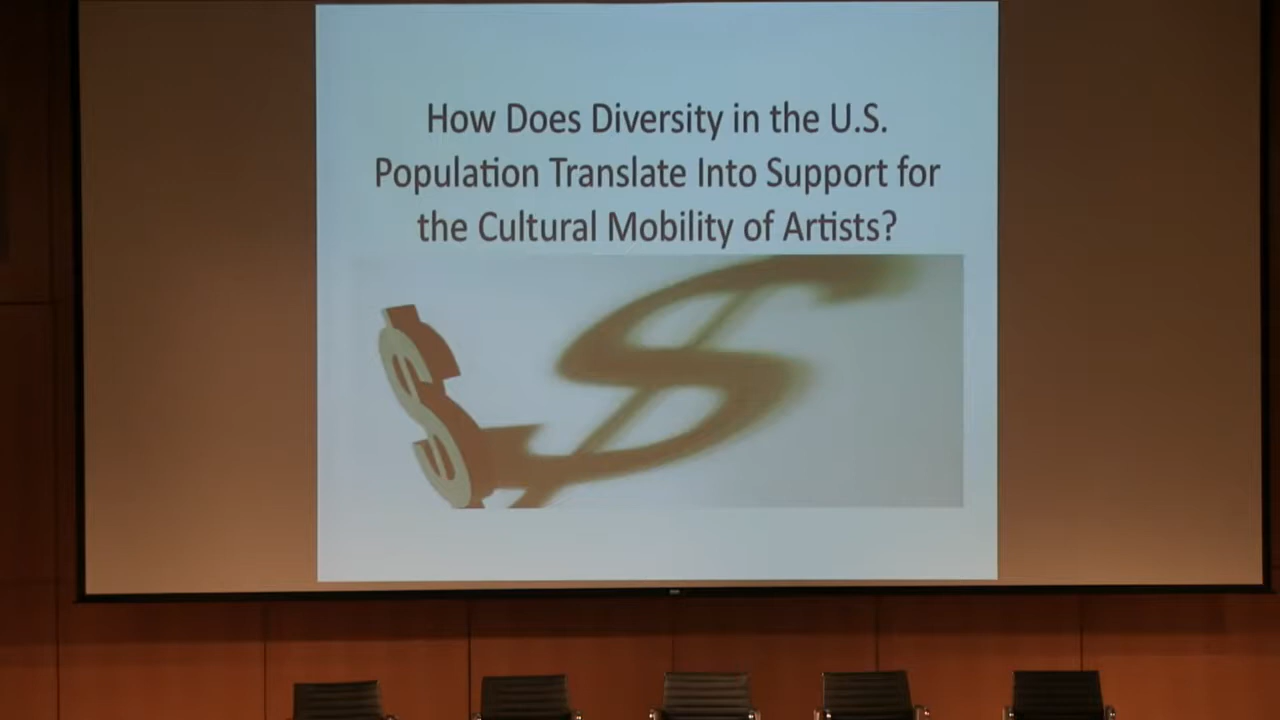 How Does Diversity in the U.S.
Population Translate Into Support for
the Cultural Mobility of Artists?